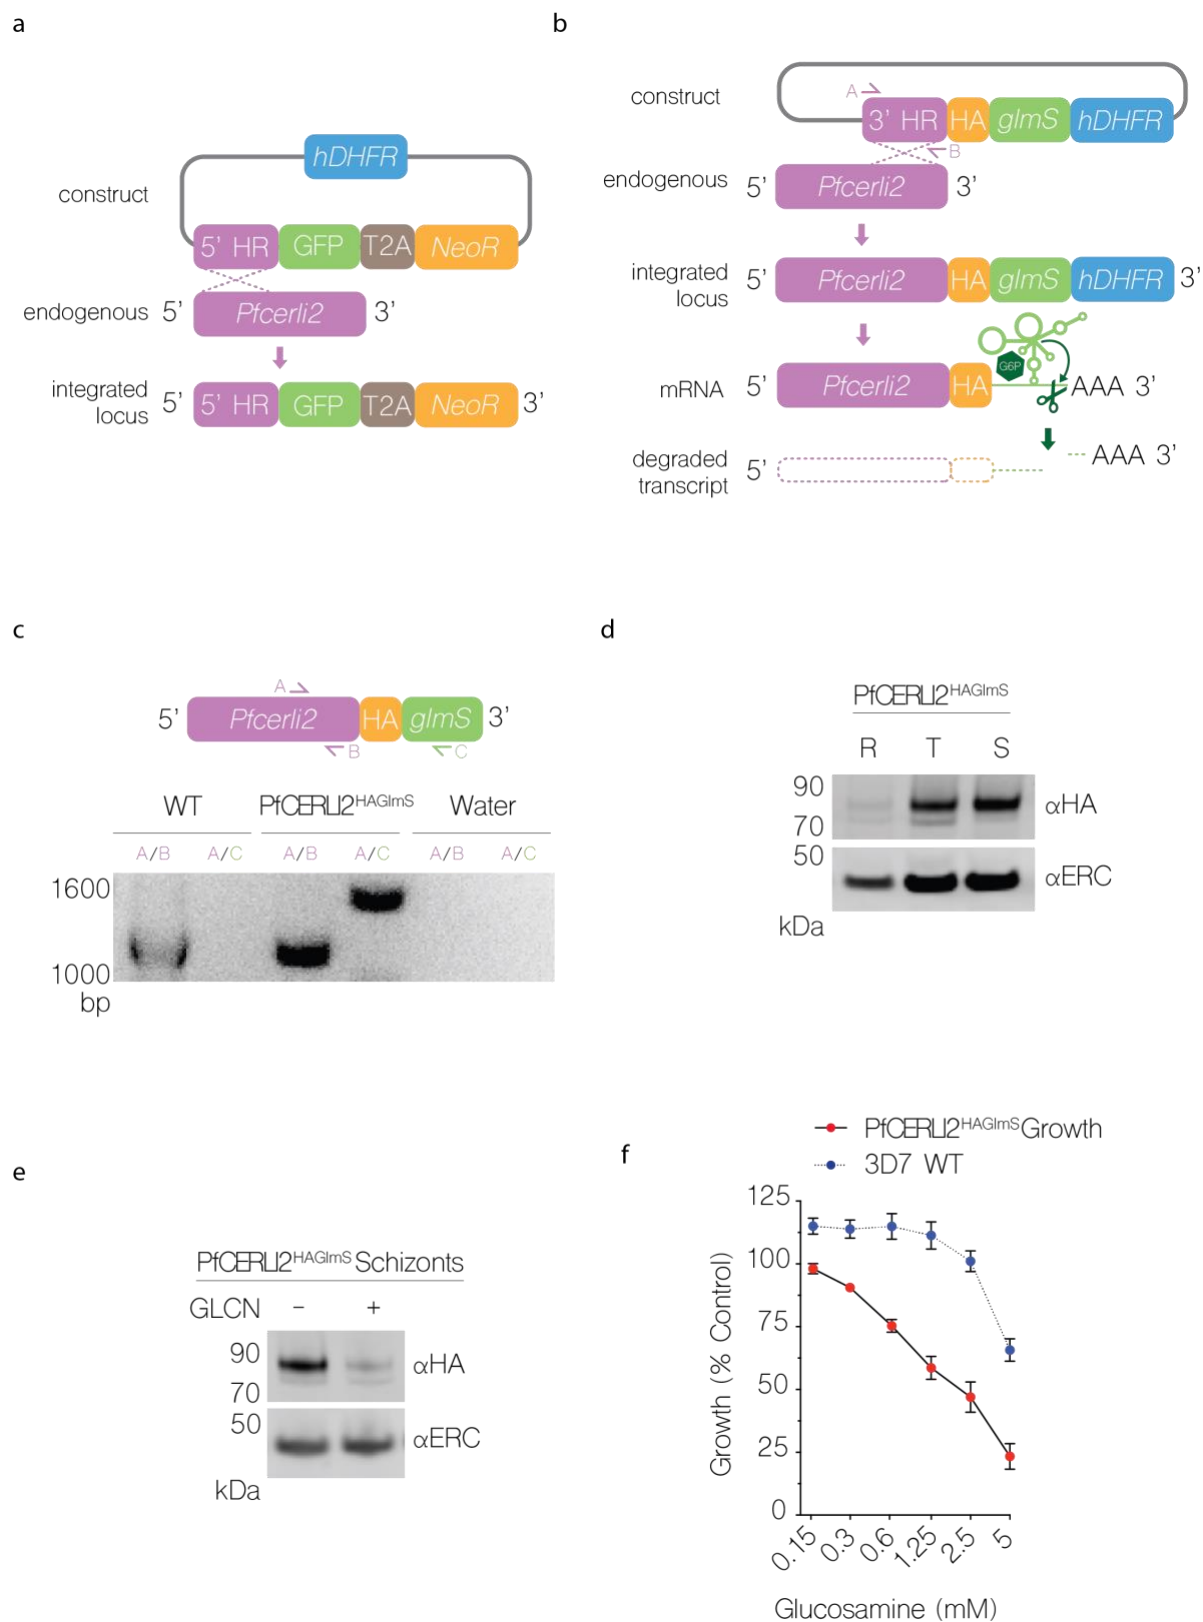 a
hDHFR
construct
5' HR GFP T2A NeoR
endogenous 5' Pfcerli2 3'
integrated
locus
5' 5' HR GFP T2A NeoR 3'
b
construct
A
3' HR HA glmS hDHFR
B
endogenous 5' Pfcerli2 3'
integrated
locus
5' Pfcerli2 HA glmS hDHFR 3'
G6P
mRNA 5' Pfcerli2 HA AAA 3'
degraded
transcript
5' AAA 3'
c
A
5' Pfcerli2 HA glmS 3'
B C
WT PfCERLI2HAGlmS Water
A/B A/C A/B A/C A/B A/C
1600
1000
bp
d
PfCERLI2HAGlmS
R T S
90
70
αHA
50
αERC
kDa
e
PfCERLI2HAGlmS Schizonts
GLCN - +
90
70
αHA
50
αERC
kDa
f
PfCERLI2HAGlmS Growth
3D7 WT
125
100
75
50
25
0
Growth (% Control)
0.15 0.3 0.6 1.25 2.5 5
Glucosamine (mM)